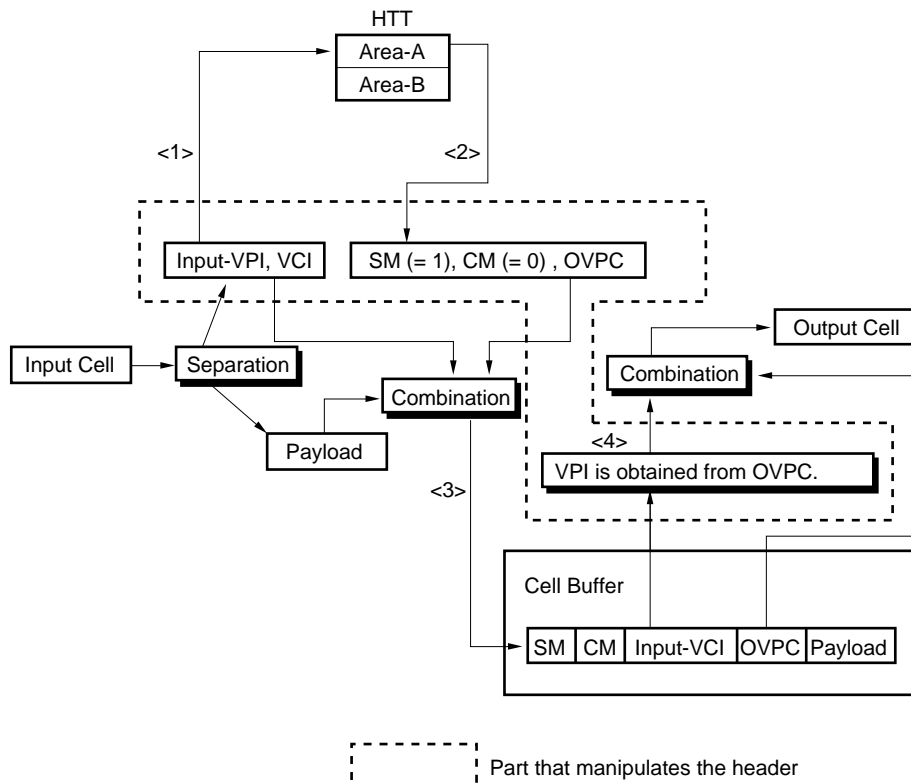 HTT
Area-A
Area-B
<1>
<2>
Input-VPI, VCI
SM (= 1), CM (= 0) , OVPC
Output Cell
Input Cell
Separation
Combination
Combination
Payload
<4>
VPI is obtained from OVPC.
<3>
Cell Buffer
SM CM Input-VCI OVPC Payload
Part that manipulates the header